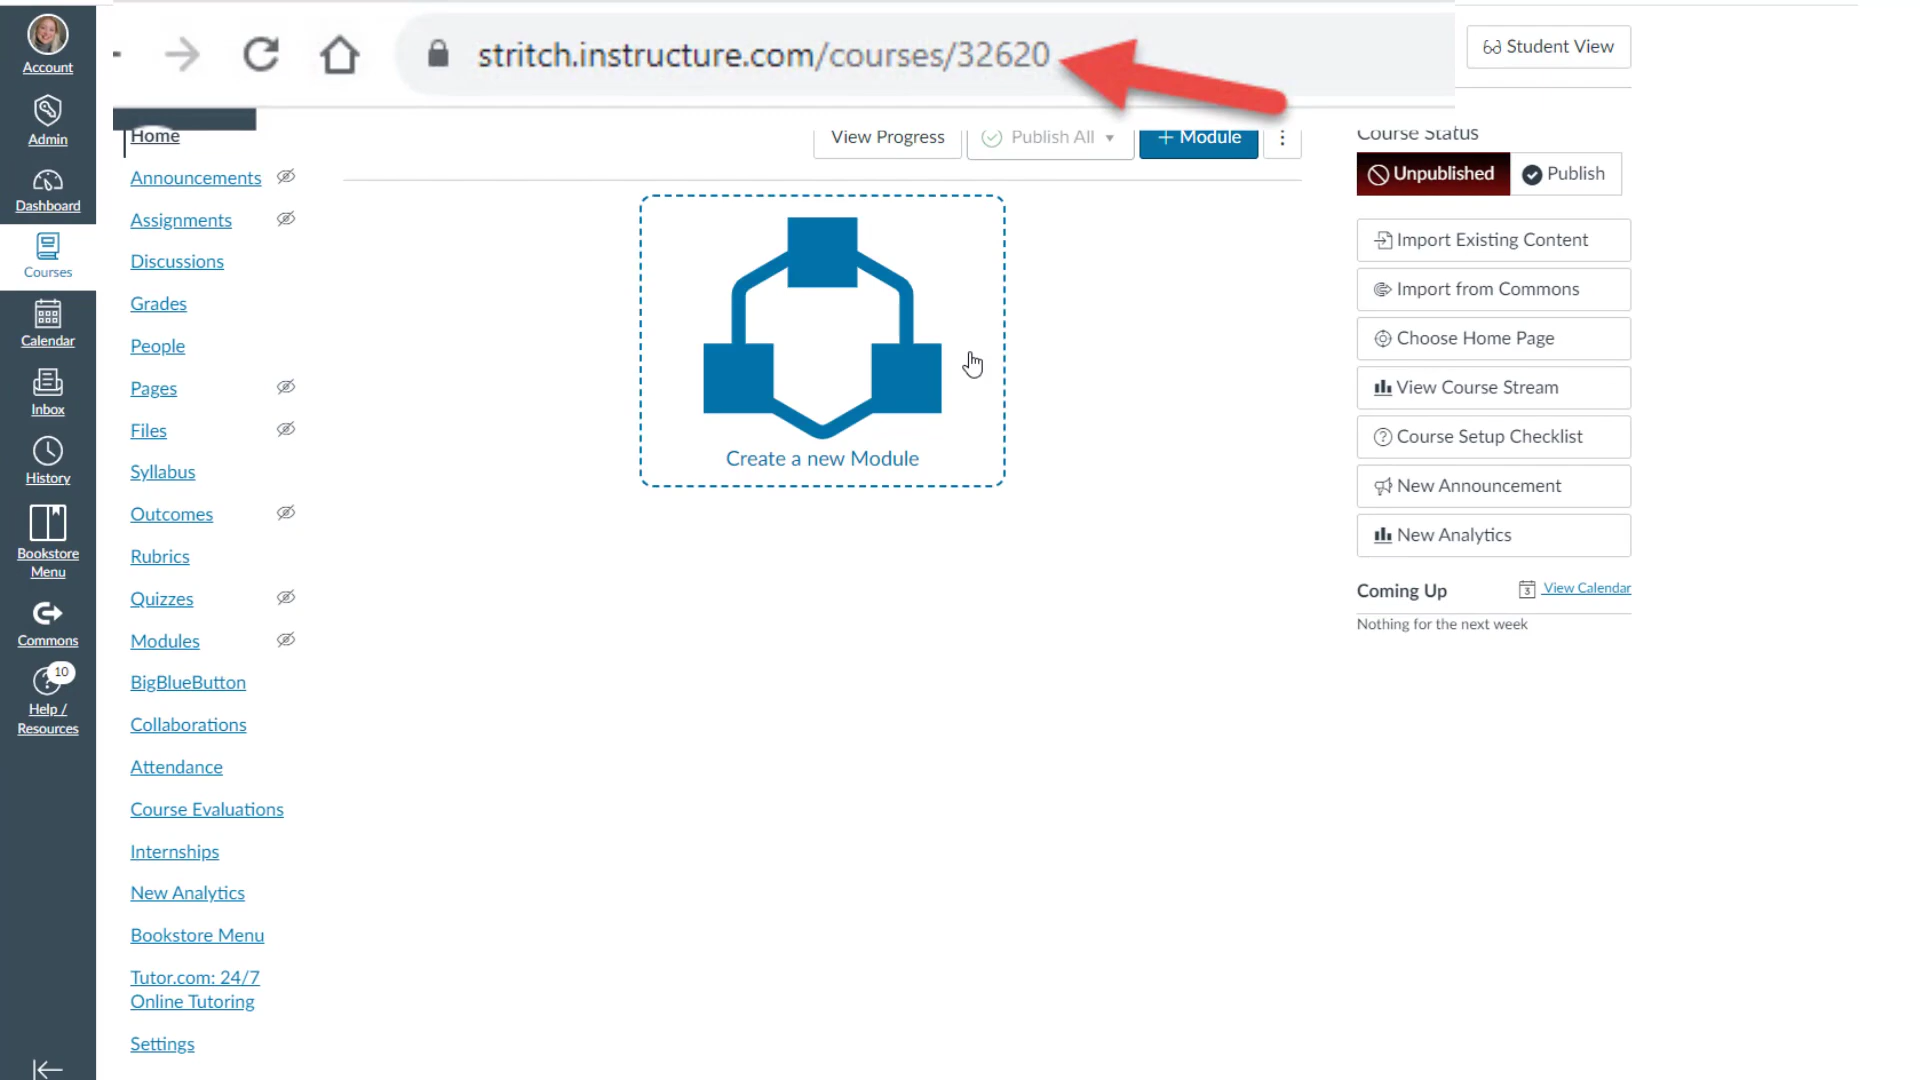 Account
Admin
Dashboard
Courses
Calendar
Inbox
History
Bookstore
Menu
Commons
10
Help /
Resources
stritch.instructure.com/courses/32620
Home
Announcements
Assignments
Discussions
Grades
People
Pages
Files
Syllabus
Outcomes
Rubrics
Quizzes
Modules
BigBlueButton
Collaborations
Attendance
Course Evaluations
Internships
New Analytics
Bookstore Menu
Tutor.com: 24/7
Online Tutoring
Settings
View Progress
Publish All
+ Module
Create a new Module
Student View
Course Status
Unpublished
Publish
Import Existing Content
Import from Commons
Choose Home Page
View Course Stream
Course Setup Checklist
New Announcement
New Analytics
Coming Up
3 View Calendar
Nothing for the next week